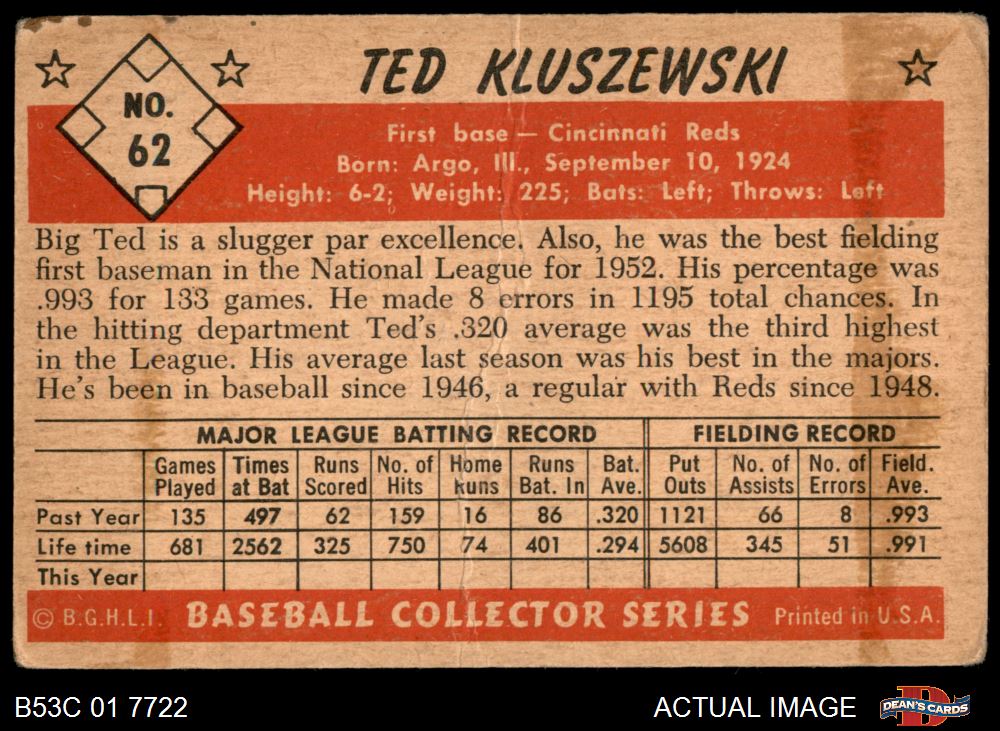 NO.
62
TED KLUSZEWSKI
First base — Cincinnati Reds
Born: Argo, Ill., September 10, 1924
Height: 6-2; Weight: 225; Bats: Left; Throws: Left
Big Ted is a slugger par excellence. Also, he was the best fielding
first baseman in the National League for 1952. His percentage was
.993 for 133 games. He made 8 errors in 1195 total chances. In
the hitting department Ted's .320 average was the third highest
in the League. His average last season was his best in the majors.
He's been in baseball since 1946, a regular with Reds since 1948.
MAJOR LEAGUE BATTING RECORD FIELDING RECORD
Games Times Runs No. of Home Runs Bat. Put No. of No. of Field.
Played at Bat Scored Hits Runs Bat. In Ave. Outs Assists Errors Ave.
Past Year 135 497 62 159 16 86 .320 1121 66 8 .993
Life time 681 2562 325 750 74 401 .294 5608 345 51 .991
This Year
© B.G.H.L.I. BASEBALL COLLECTOR SERIES Printed in U.S.A.
B53C 01 7722 ACTUAL IMAGE D DEAN'S CARDS